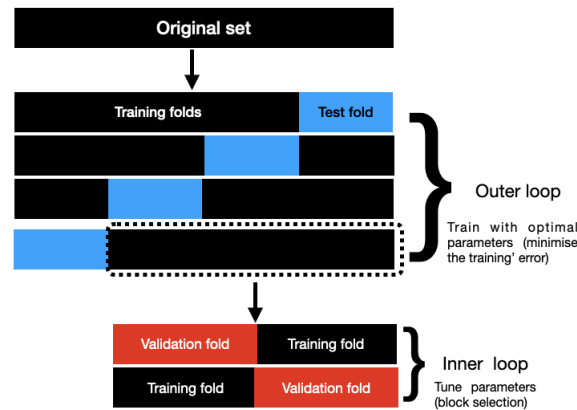 Original set
Training folds
Test fold
Outer loop
Train with optimal
parameters (minimise
the training' error)
Validation fold
Training fold
Training fold
Validation fold
Inner loop
Tune parameters
(block selection)